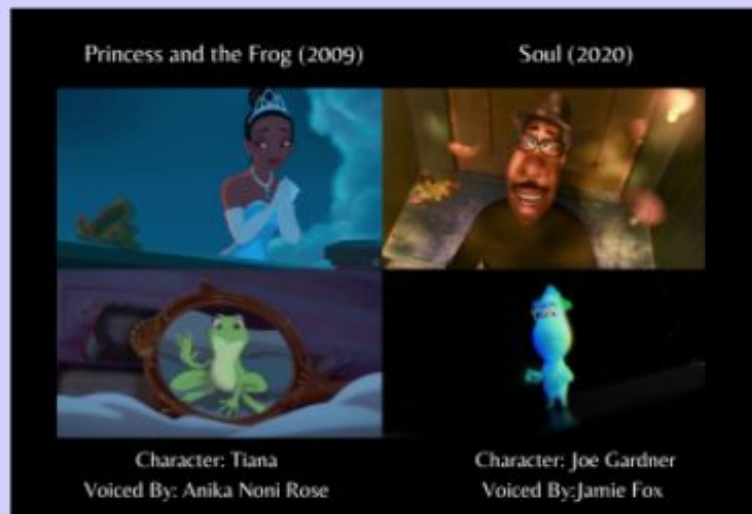 Princess and the Frog (2009)
Soul (2020)
Character: Tiana
Voiced By: Anika Noni Rose
Character: Joe Gardner
Voiced By:Jamie Fox